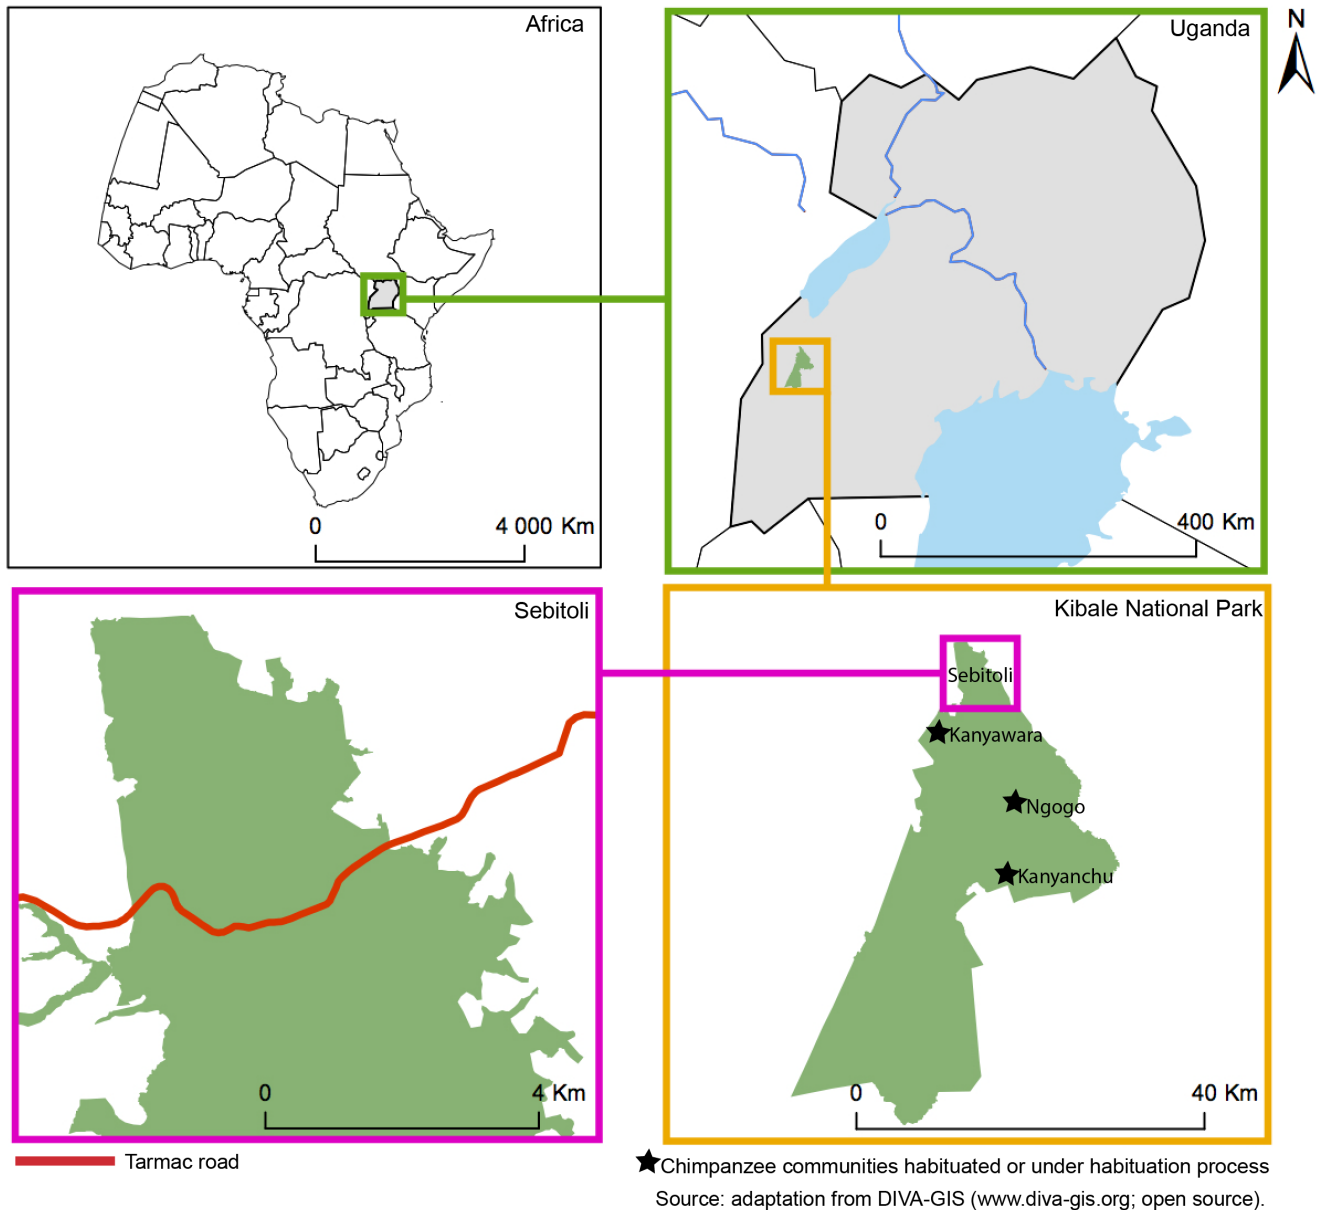 Africa
0 4 000 Km
Uganda
N
0 400 Km
Sebitoli
0 4 Km
Tarmac road
Kibale National Park
Sebitoli
Kanyawara
Ngogo
Kanyanchu
0 40 Km
Chimpanzee communities habituated or under habituation process
Source: adaptation from DIVA-GIS (www.diva-gis.org; open source).